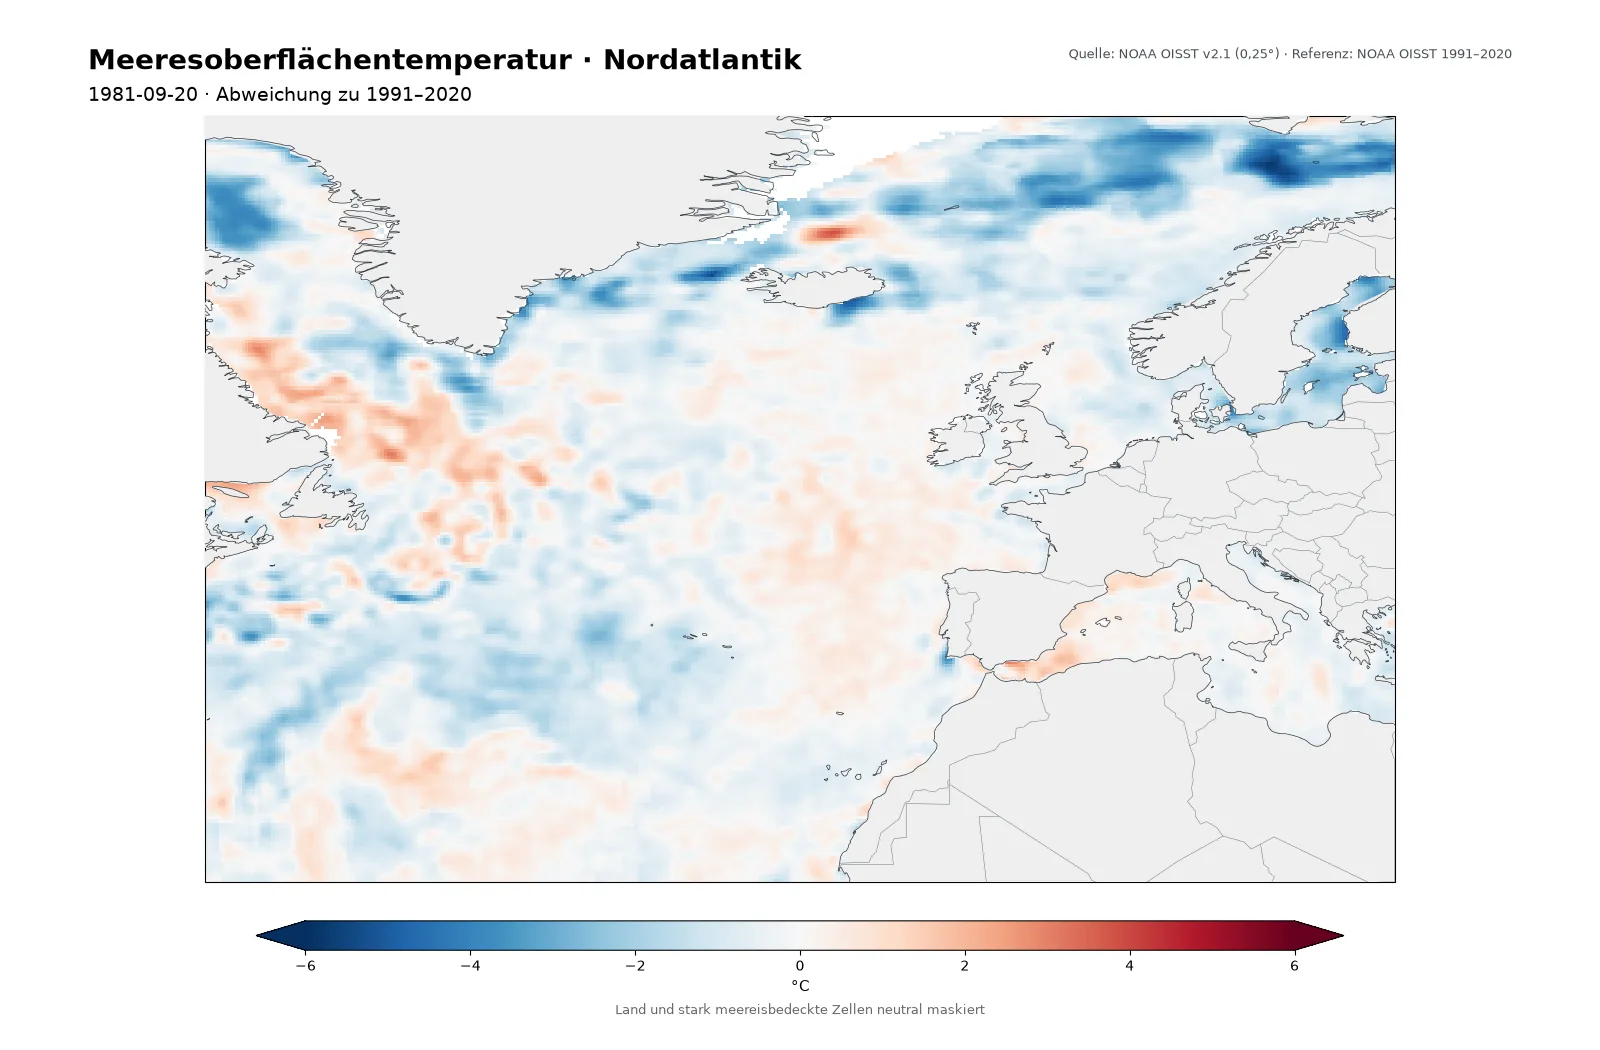 Meeresoberflächentemperatur · Nordatlantik
Quelle: NOAA OISST v2.1 (0,25°) · Referenz: NOAA OISST 1991–2020
1981-09-20 · Abweichung zu 1991–2020
−6 −4 −2 0 2 4 6
°C
Land und stark meereisbedeckte Zellen neutral maskiert